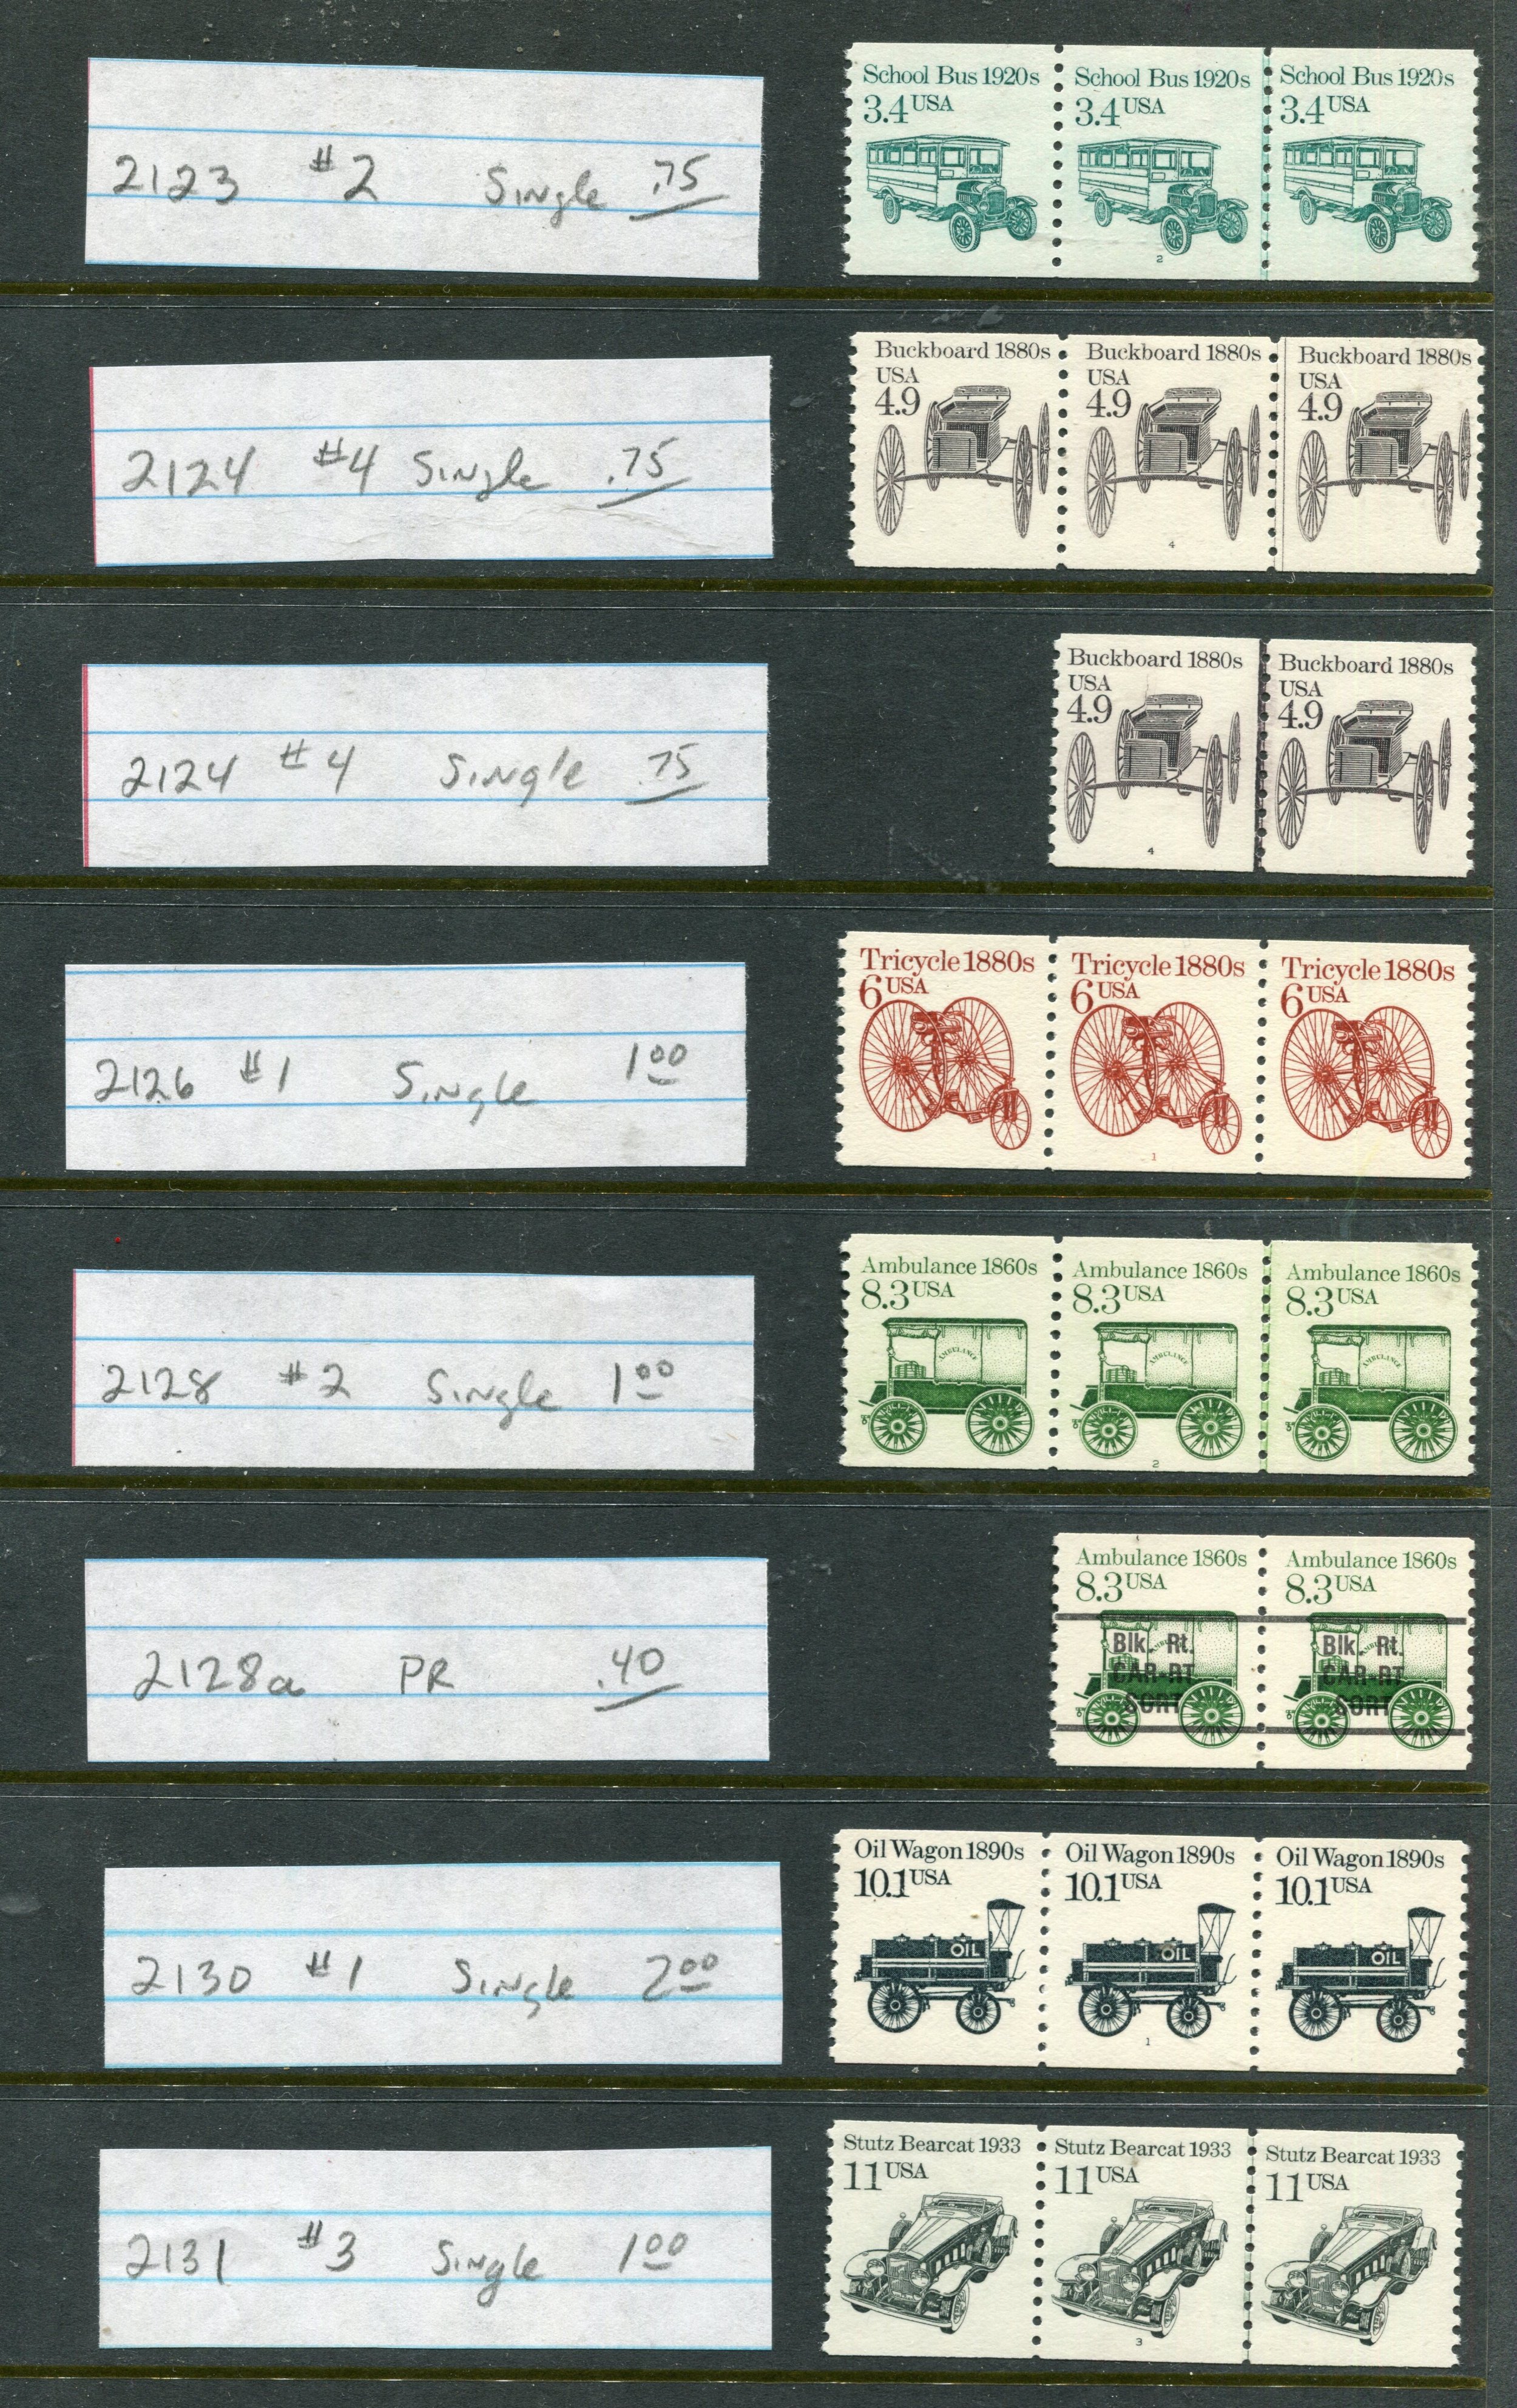 2123 #2 Single .75
School Bus 1920s School Bus 1920s School Bus 1920s
3.4 USA 3.4 USA 3.4 USA
2
2124 #4 Single .75
Buckboard 1880s Buckboard 1880s Buckboard 1880s
USA USA USA
4.9 4.9 4.9
4
2124 #4 Single .75
Buckboard 1880s Buckboard 1880s
USA USA
4.9 4.9
4
2126 #1 Single 1 00
Tricycle 1880s Tricycle 1880s Tricycle 1880s
6 USA 6 USA 6 USA
1
2128 #2 Single 1 00
Ambulance 1860s Ambulance 1860s Ambulance 1860s
8.3 USA 8.3 USA 8.3 USA
AMBULANCE AMBULANCE AMBULANCE
2
2128a PR .40
Ambulance 1860s Ambulance 1860s
8.3 USA 8.3 USA
Blk. Rt. Blk. Rt.
CAR-RT CAR-RT
SORT SORT
2130 #1 Single 2 00
Oil Wagon 1890s Oil Wagon 1890s Oil Wagon 1890s
10.1 USA 10.1 USA 10.1 USA
OIL OIL OIL
1
2131 #3 Single 1 00
Stutz Bearcat 1933 Stutz Bearcat 1933 Stutz Bearcat 1933
11 USA 11 USA 11 USA
3